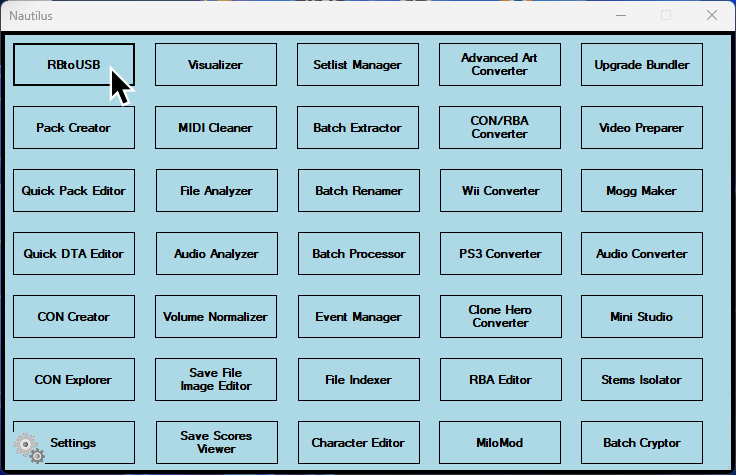 Nautilus
RBtoUSB
Visualizer
Setlist Manager
Advanced Art
Converter
Upgrade Bundler
Pack Creator
MIDI Cleaner
Batch Extractor
CON/RBA
Converter
Video Preparer
Quick Pack Editor
File Analyzer
Batch Renamer
Wii Converter
Mogg Maker
Quick DTA Editor
Audio Analyzer
Batch Processor
PS3 Converter
Audio Converter
CON Creator
Volume Normalizer
Event Manager
Clone Hero
Converter
Mini Studio
CON Explorer
Save File
Image Editor
File Indexer
RBA Editor
Stems Isolator
Settings
Save Scores
Viewer
Character Editor
MiloMod
Batch Cryptor